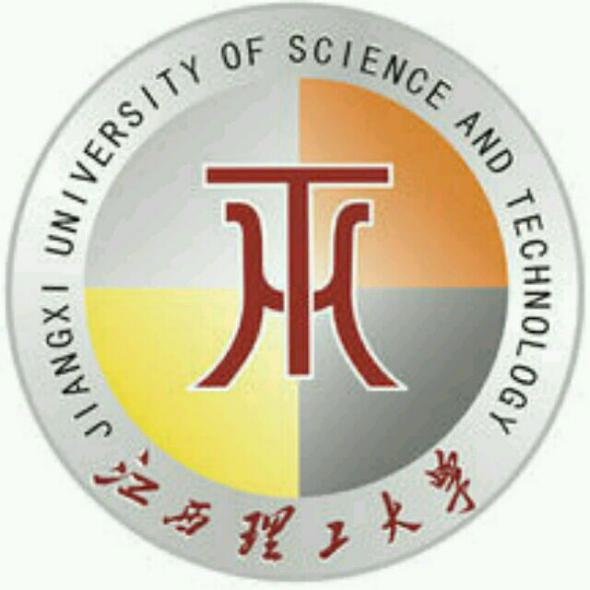 JIANGXI UNIVERSITY OF SCIENCE AND TECHNOLOGY
江西理工大学